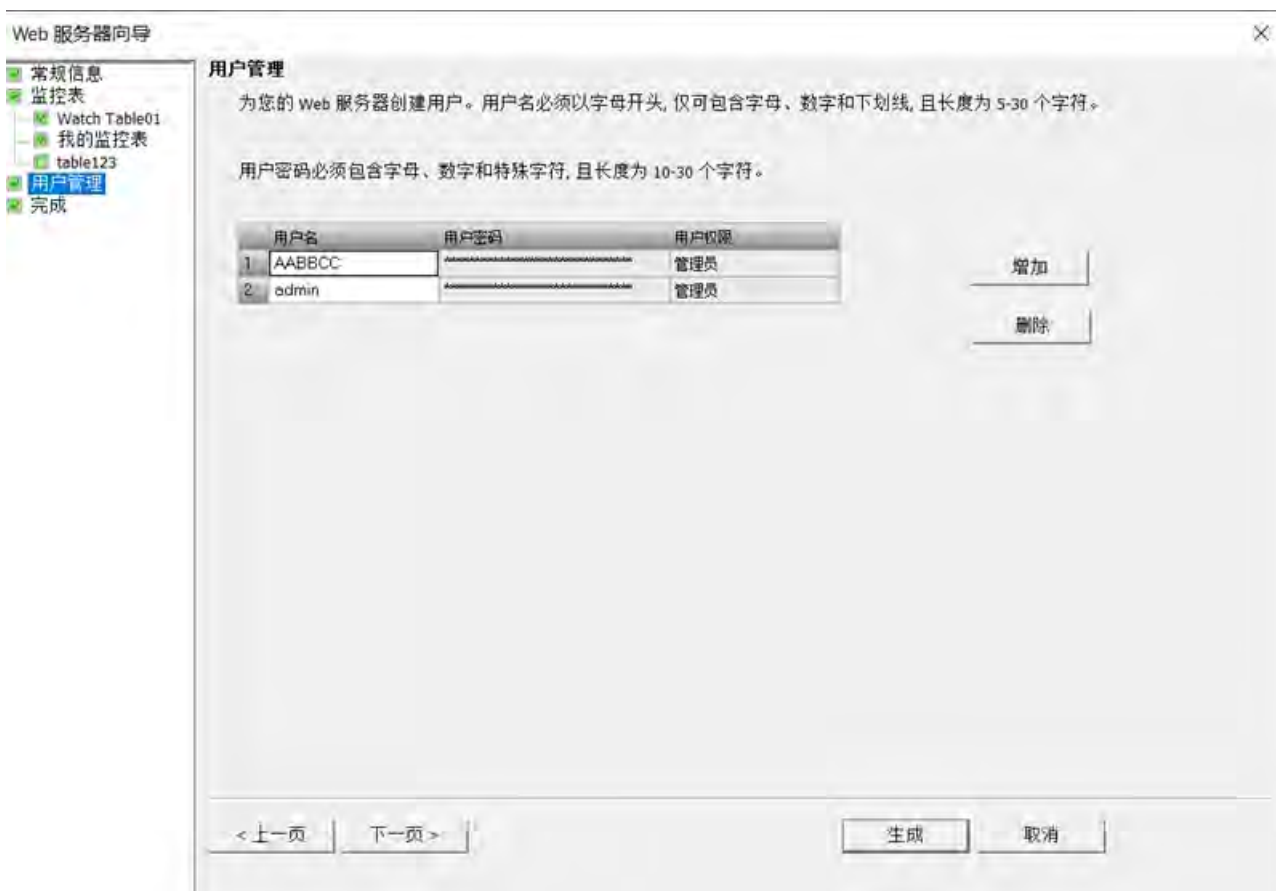 Web 服务器向导
常规信息
监控表
Watch Table01
我的监控表
table123
用户管理
完成
用户管理
为您的 Web 服务器创建用户。用户名必须以字母开头, 仅可包含字母、数字和下划线, 且长度为 5-30 个字符。
用户密码必须包含字母、数字和特殊字符, 且长度为 10-30 个字符。
用户名 用户密码 用户权限
1 AABBCC ****************************** 管理员
2 admin ****************************** 管理员
增加
删除
< 上一页 下一页 > 生成 取消